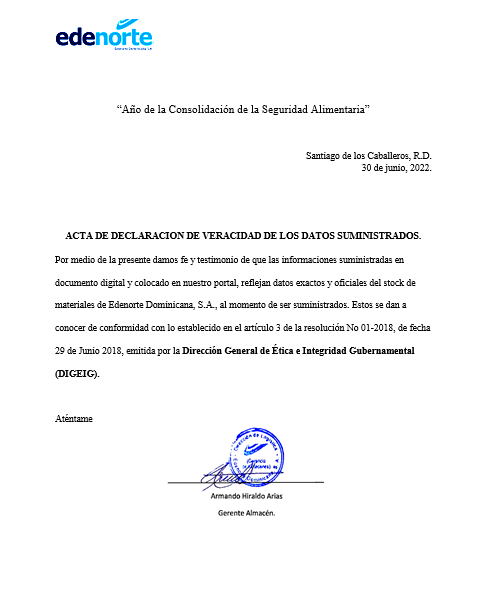 edenorte
“Año de la Consolidación de la Seguridad Alimentaria”
Santiago de los Caballeros, R.D.
30 de junio, 2022.
ACTA DE DECLARACION DE VERACIDAD DE LOS DATOS SUMINISTRADOS.
Por medio de la presente damos fe y testimonio de que las informaciones suministradas en
documento digital y colocado en nuestro portal, reflejan datos exactos y oficiales del stock de
materiales de Edenorte Dominicana, S.A., al momento de ser suministrados. Estos se dan a
conocer de conformidad con lo establecido en el artículo 3 de la resolución No 01-2018, de fecha
29 de Junio 2018, emitida por la Dirección General de Ética e Integridad Gubernamental
(DIGEIG).
Aténtame
Armando Hiraldo Arias
Gerente Almacén.